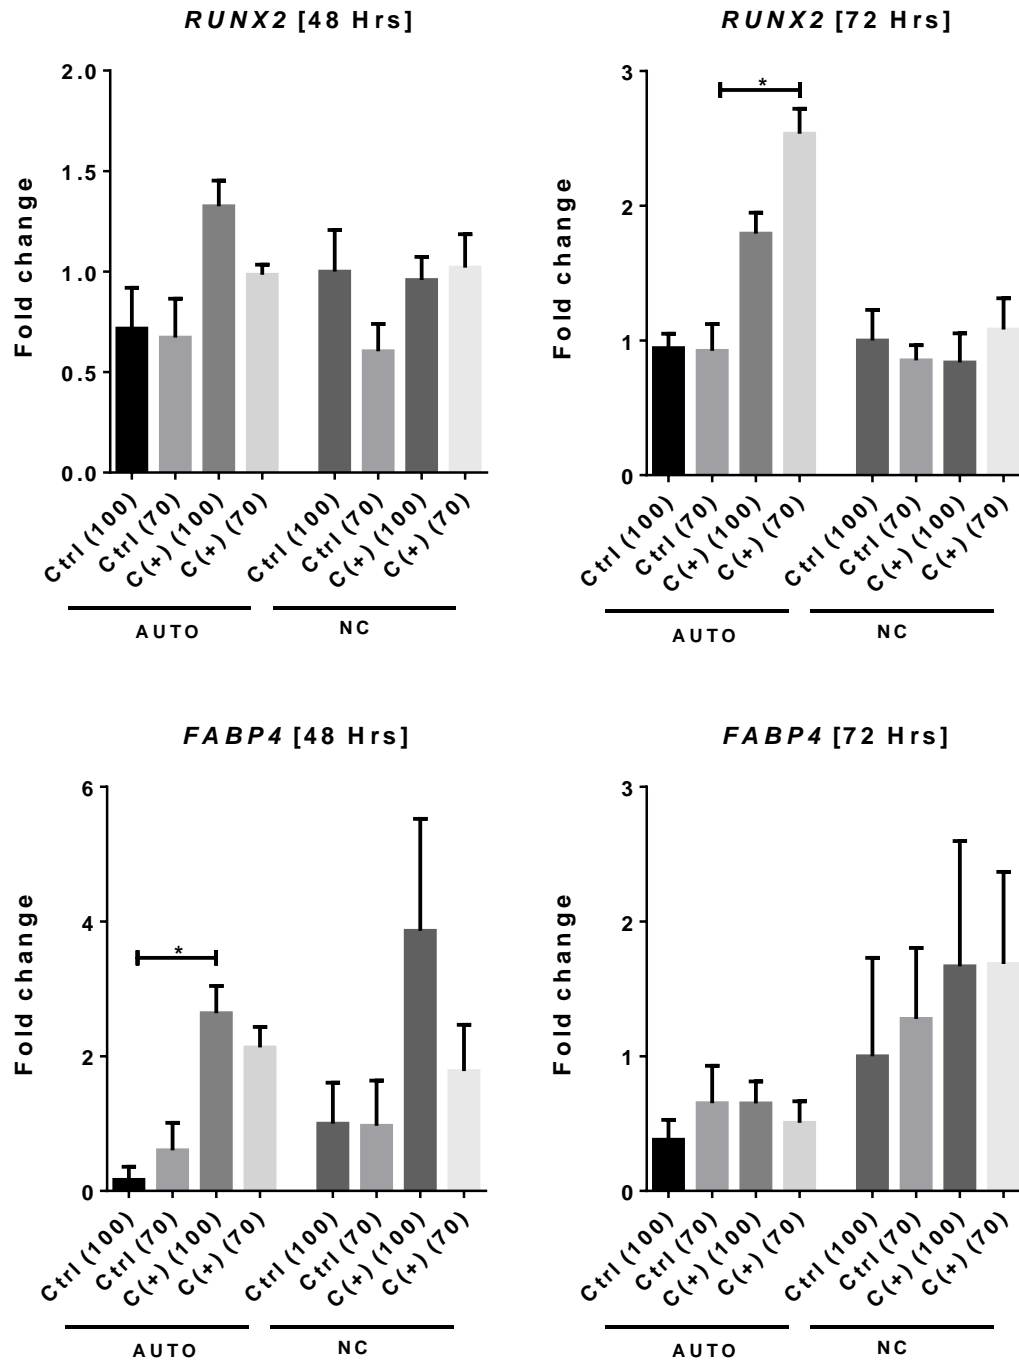 RUNX2 [48 Hrs]
Fold change
2.0
1.5
1.0
0.5
0.0
Ctrl (100)
Ctrl (70)
C(+) (100)
C(+) (70)
Ctrl (100)
Ctrl (70)
C(+) (100)
C(+) (70)
AUTO
NC
RUNX2 [72 Hrs]
Fold change
3
2
1
0
*
Ctrl (100)
Ctrl (70)
C(+) (100)
C(+) (70)
Ctrl (100)
Ctrl (70)
C(+) (100)
C(+) (70)
AUTO
NC
FABP4 [48 Hrs]
Fold change
6
4
2
0
*
Ctrl (100)
Ctrl (70)
C(+) (100)
C(+) (70)
Ctrl (100)
Ctrl (70)
C(+) (100)
C(+) (70)
AUTO
NC
FABP4 [72 Hrs]
Fold change
3
2
1
0
Ctrl (100)
Ctrl (70)
C(+) (100)
C(+) (70)
Ctrl (100)
Ctrl (70)
C(+) (100)
C(+) (70)
AUTO
NC